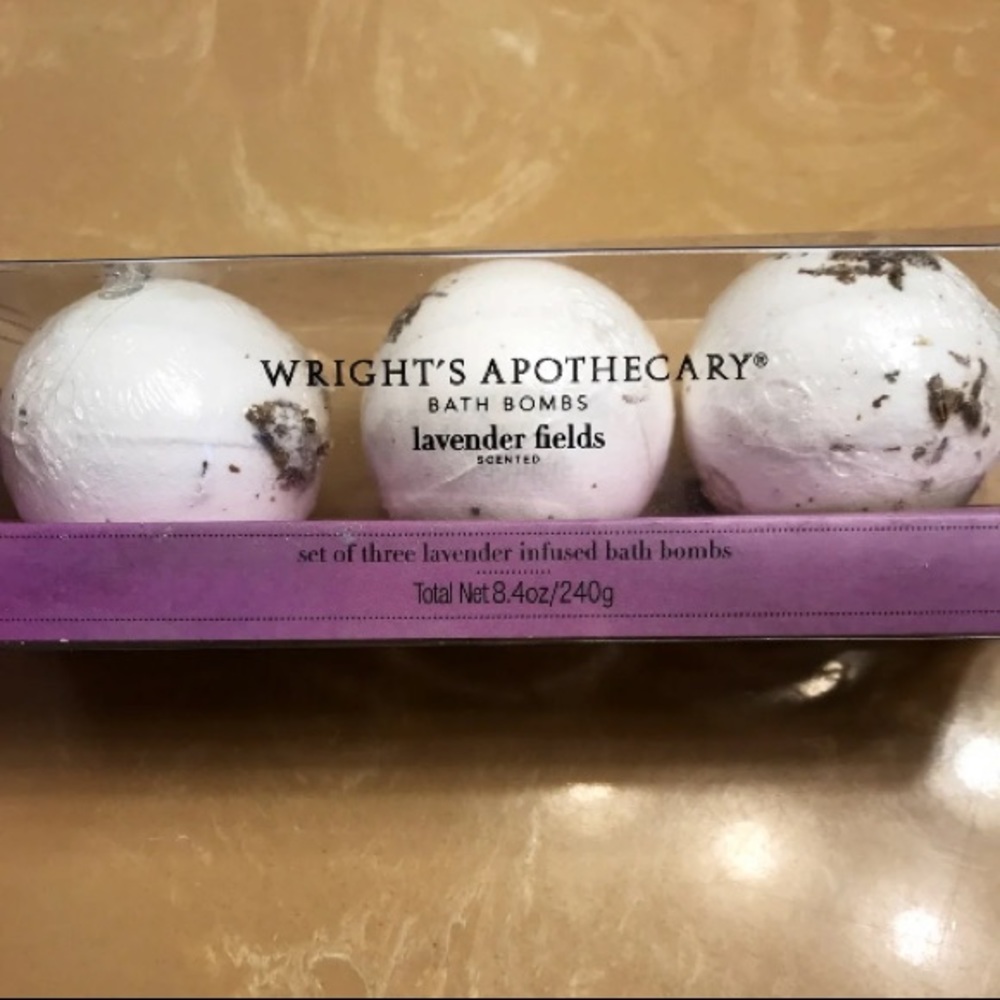 WRIGHT'S APOTHECARY®
BATH BOMBS
lavender fields
SCENTED
set of three lavender infused bath bombs
Total Net 8.4oz/240g